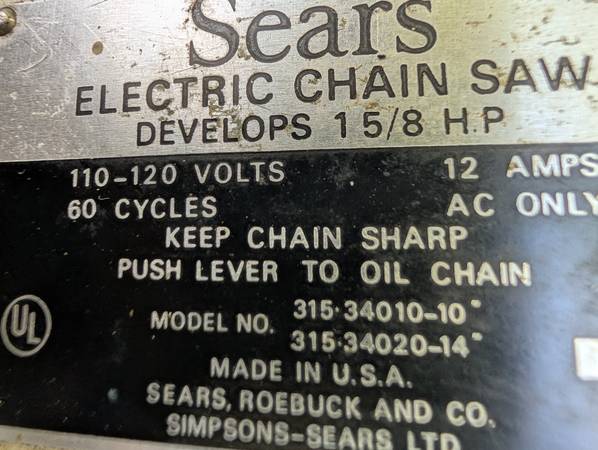 Sears
ELECTRIC CHAIN SAW
DEVELOPS 1 5/8 H.P
110-120 VOLTS 12 AMPS
60 CYCLES AC ONLY
KEEP CHAIN SHARP
PUSH LEVER TO OIL CHAIN
UL
MODEL NO. 315·34010-10"
315·34020-14"
MADE IN U.S.A.
SEARS, ROEBUCK AND CO.
SIMPSONS-SEARS LTD.